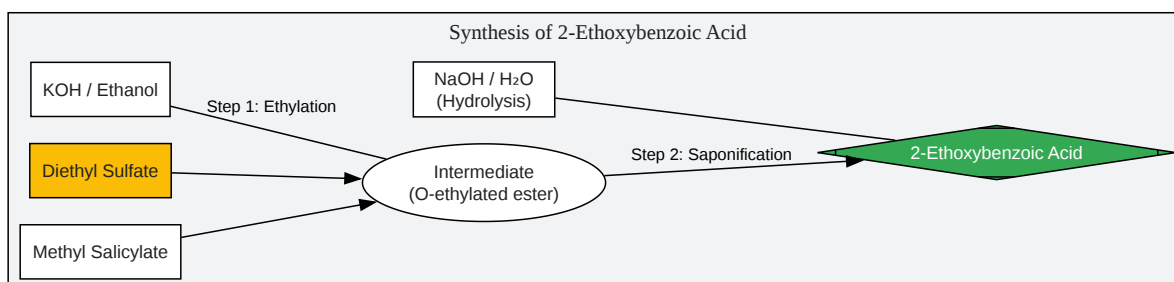 Synthesis of 2-Ethoxybenzoic Acid
KOH / Ethanol
Step 1: Ethylation
Diethyl Sulfate
Methyl Salicylate
Intermediate
(O-ethylated ester)
NaOH / H₂O
(Hydrolysis)
Step 2: Saponification
2-Ethoxybenzoic Acid